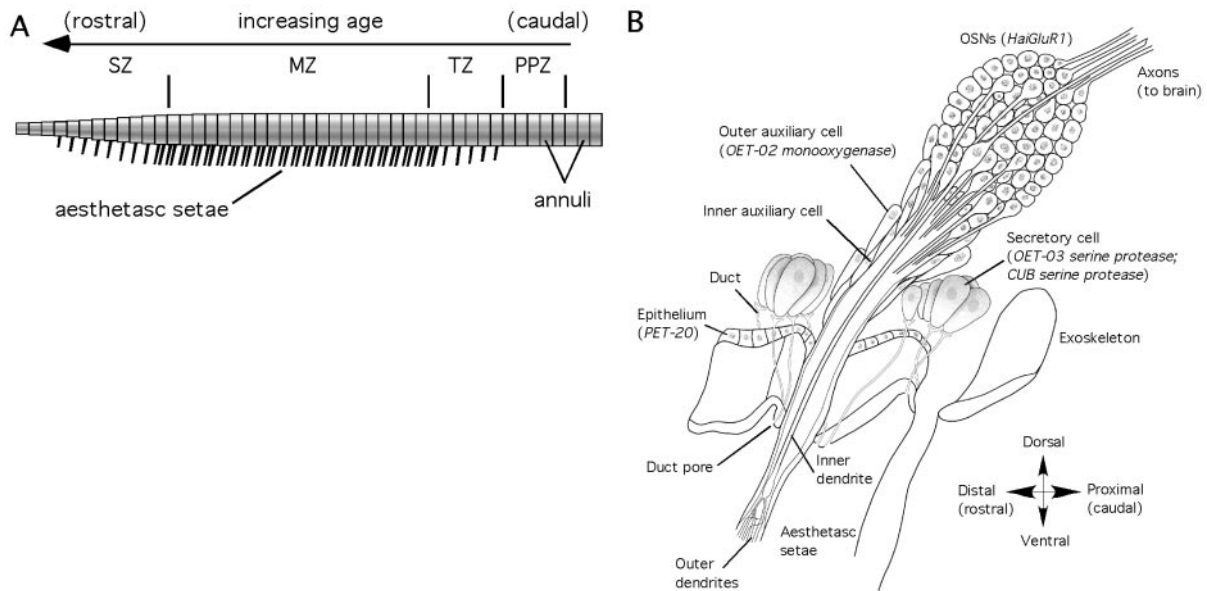 A
(rostral) increasing age (caudal)
SZ MZ TZ PPZ
aesthetasc setae
annuli
B
OSNs (HaiGluR1)
Axons
(to brain)
Outer auxiliary cell
(OET-02 monooxygenase)
Inner auxiliary cell
Secretory cell
(OET-03 serine protease;
CUB serine protease)
Duct
Epithelium
(PET-20)
Exoskeleton
Duct pore
Inner
dendrite
Aesthetasc
setae
Outer
dendrites
Dorsal
Distal
(rostral)
Proximal
(caudal)
Ventral